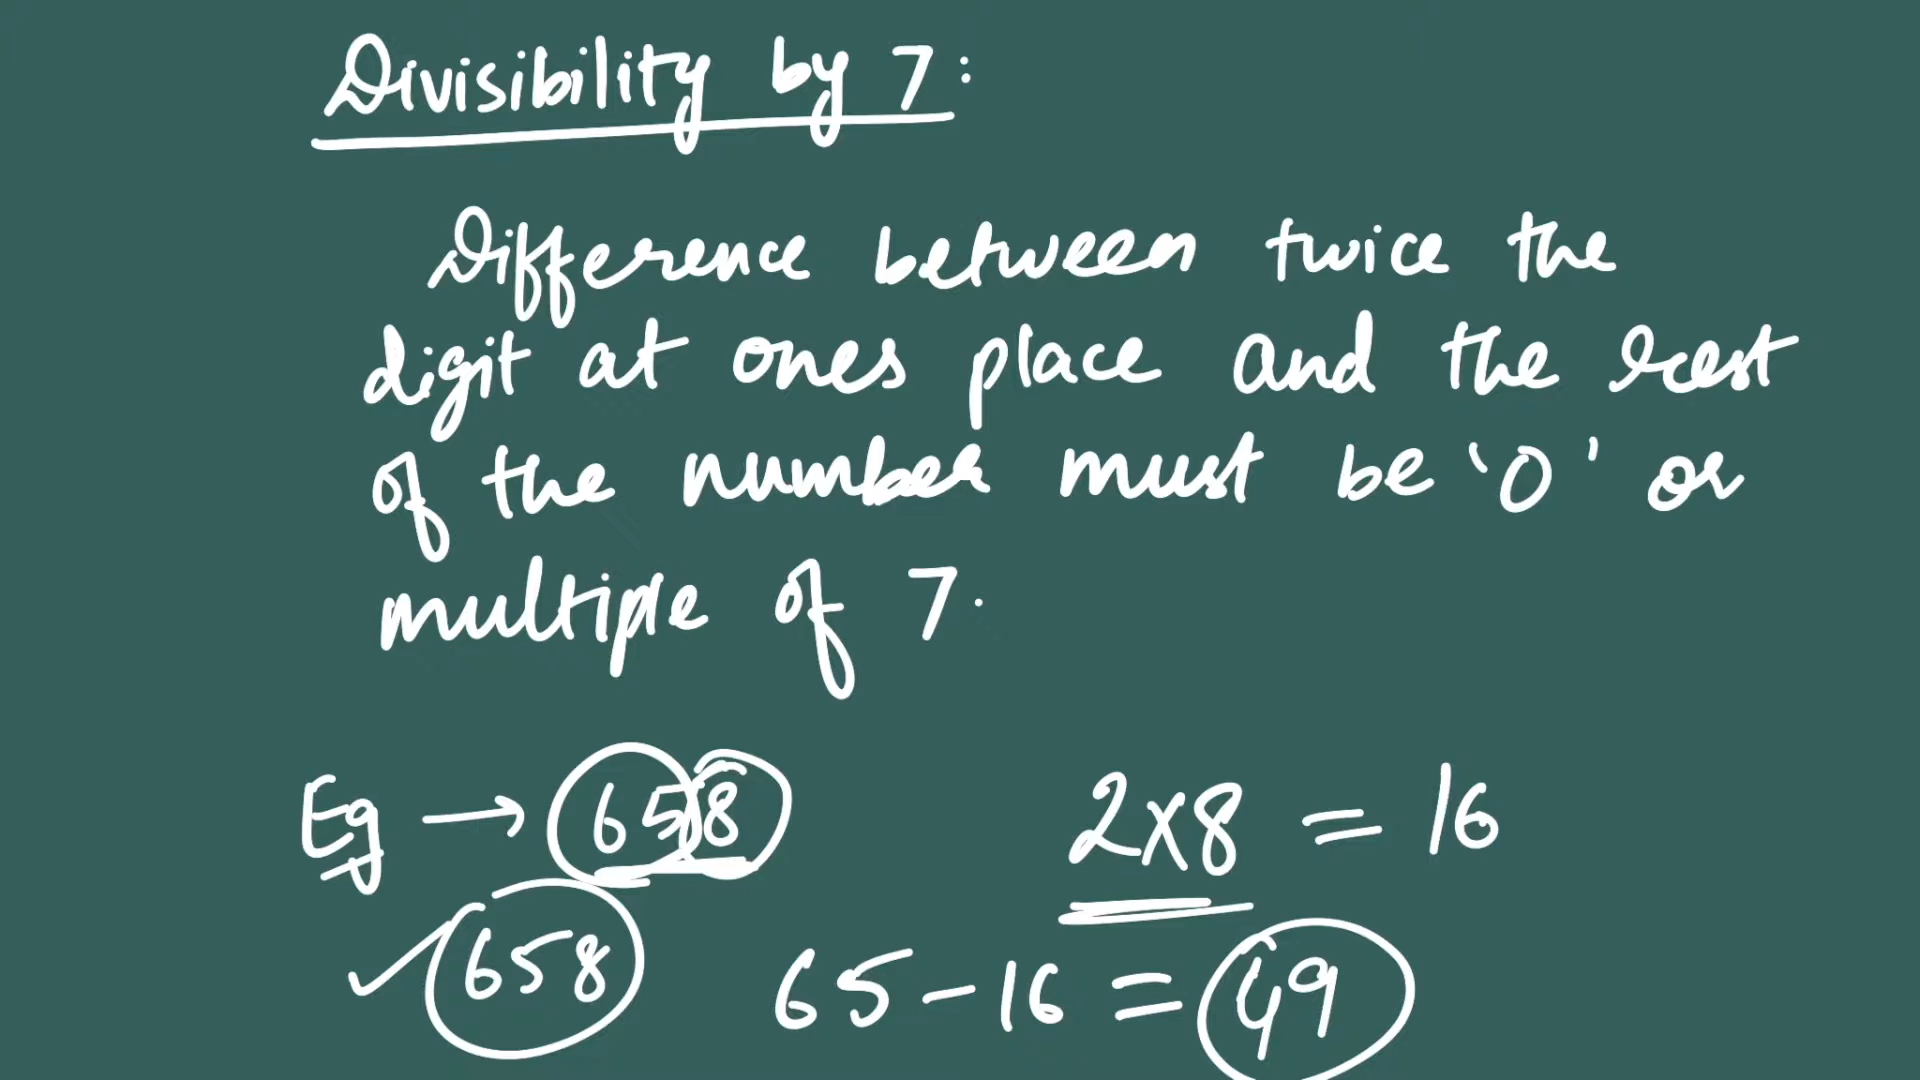 Divisibility by 7:
Difference between twice the
digit at ones place and the rest
of the number must be '0' or
multiple of 7.
Eg → 658
2x8 = 16
✓ 658
65-16 = 49